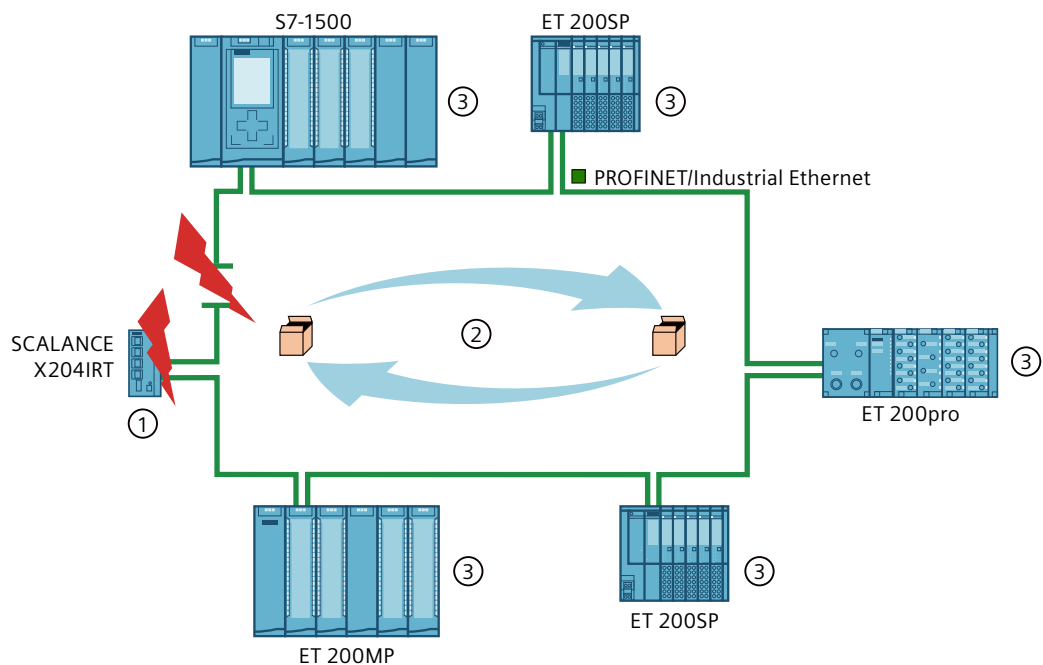 S7-1500
ET 200SP
③
③
PROFINET/Industrial Ethernet
SCALANCE
X204IRT
②
③
①
ET 200pro
③
③
ET 200SP
ET 200MP